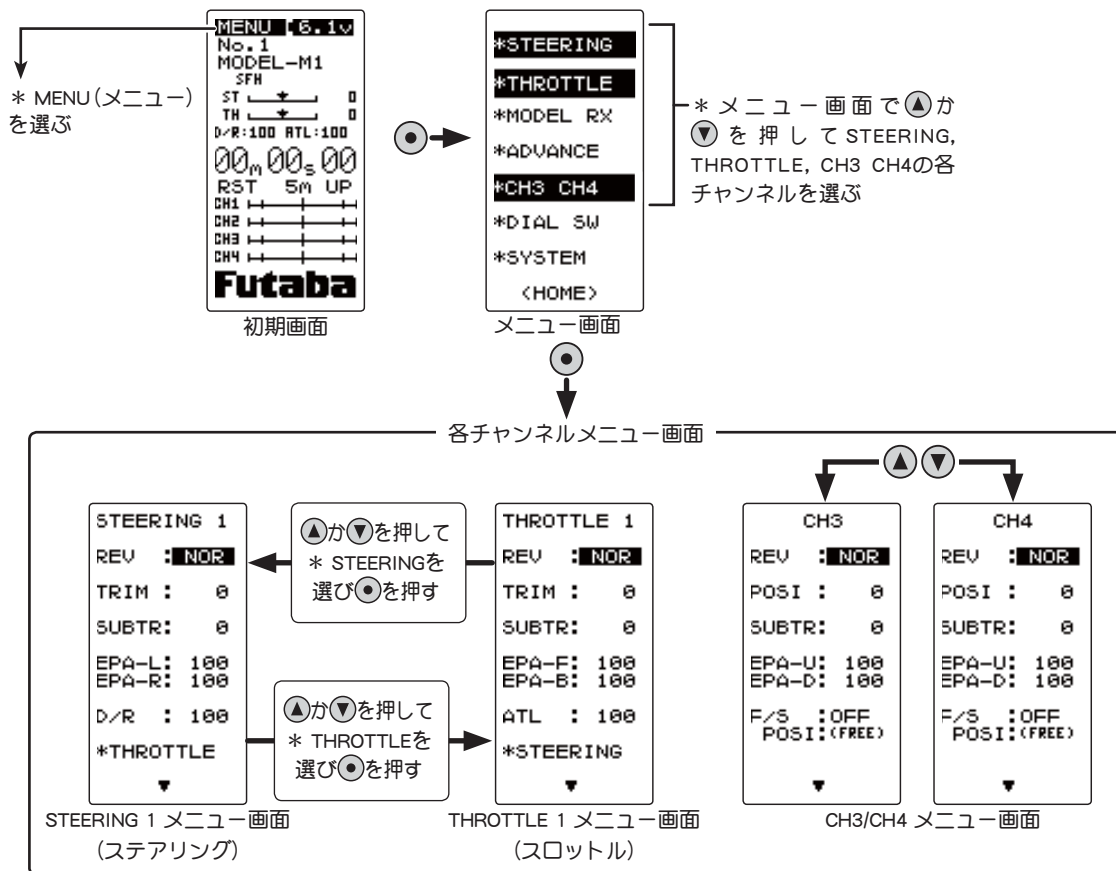 MENU 6.1v
No.1
MODEL-M1
SFH
ST 0
TH 0
D/R:100 ATL:100
00m00s00
RST 5m UP
CH1
CH2
CH3
CH4
Futaba
初期画面
* MENU(メニュー)
を選ぶ
*STEERING
*THROTTLE
*MODEL RX
*ADVANCE
*CH3 CH4
*DIAL SW
*SYSTEM
<HOME>
メニュー画面
* メニュー画面で▲か
▼を押してSTEERING,
THROTTLE, CH3 CH4の各
チャンネルを選ぶ
各チャンネルメニュー画面
STEERING 1
REV :NOR
TRIM : 0
SUBTR: 0
EPA-L: 100
EPA-R: 100
D/R : 100
*THROTTLE
▼
STEERING 1 メニュー画面
(ステアリング)
▲か▼を押して
* STEERINGを
選び●を押す
▲か▼を押して
* THROTTLEを
選び●を押す
THROTTLE 1
REV :NOR
TRIM : 0
SUBTR: 0
EPA-F: 100
EPA-B: 100
ATL : 100
*STEERING
▼
THROTTLE 1 メニュー画面
(スロットル)
▲▼
CH3
REV :NOR
POSI : 0
SUBTR: 0
EPA-U: 100
EPA-D: 100
F/S :OFF
POSI:(FREE)
▼
CH4
REV :NOR
POSI : 0
SUBTR: 0
EPA-U: 100
EPA-D: 100
F/S :OFF
POSI:(FREE)
▼
CH3/CH4 メニュー画面